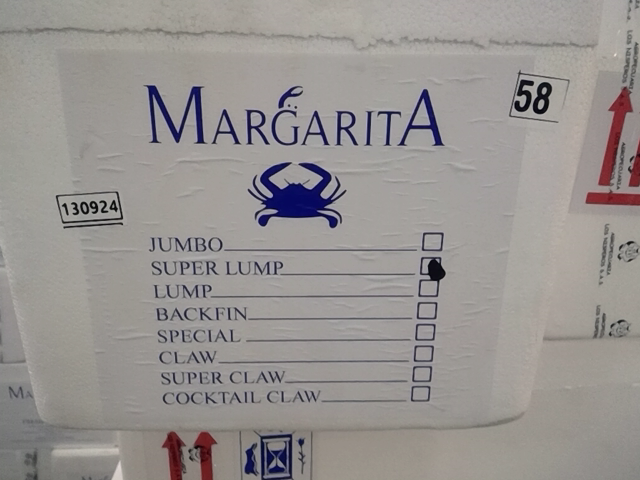 MARGARITA
58
130924
JUMBO
SUPER LUMP
LUMP
BACKFIN
SPECIAL
CLAW
SUPER CLAW
COCKTAIL CLAW